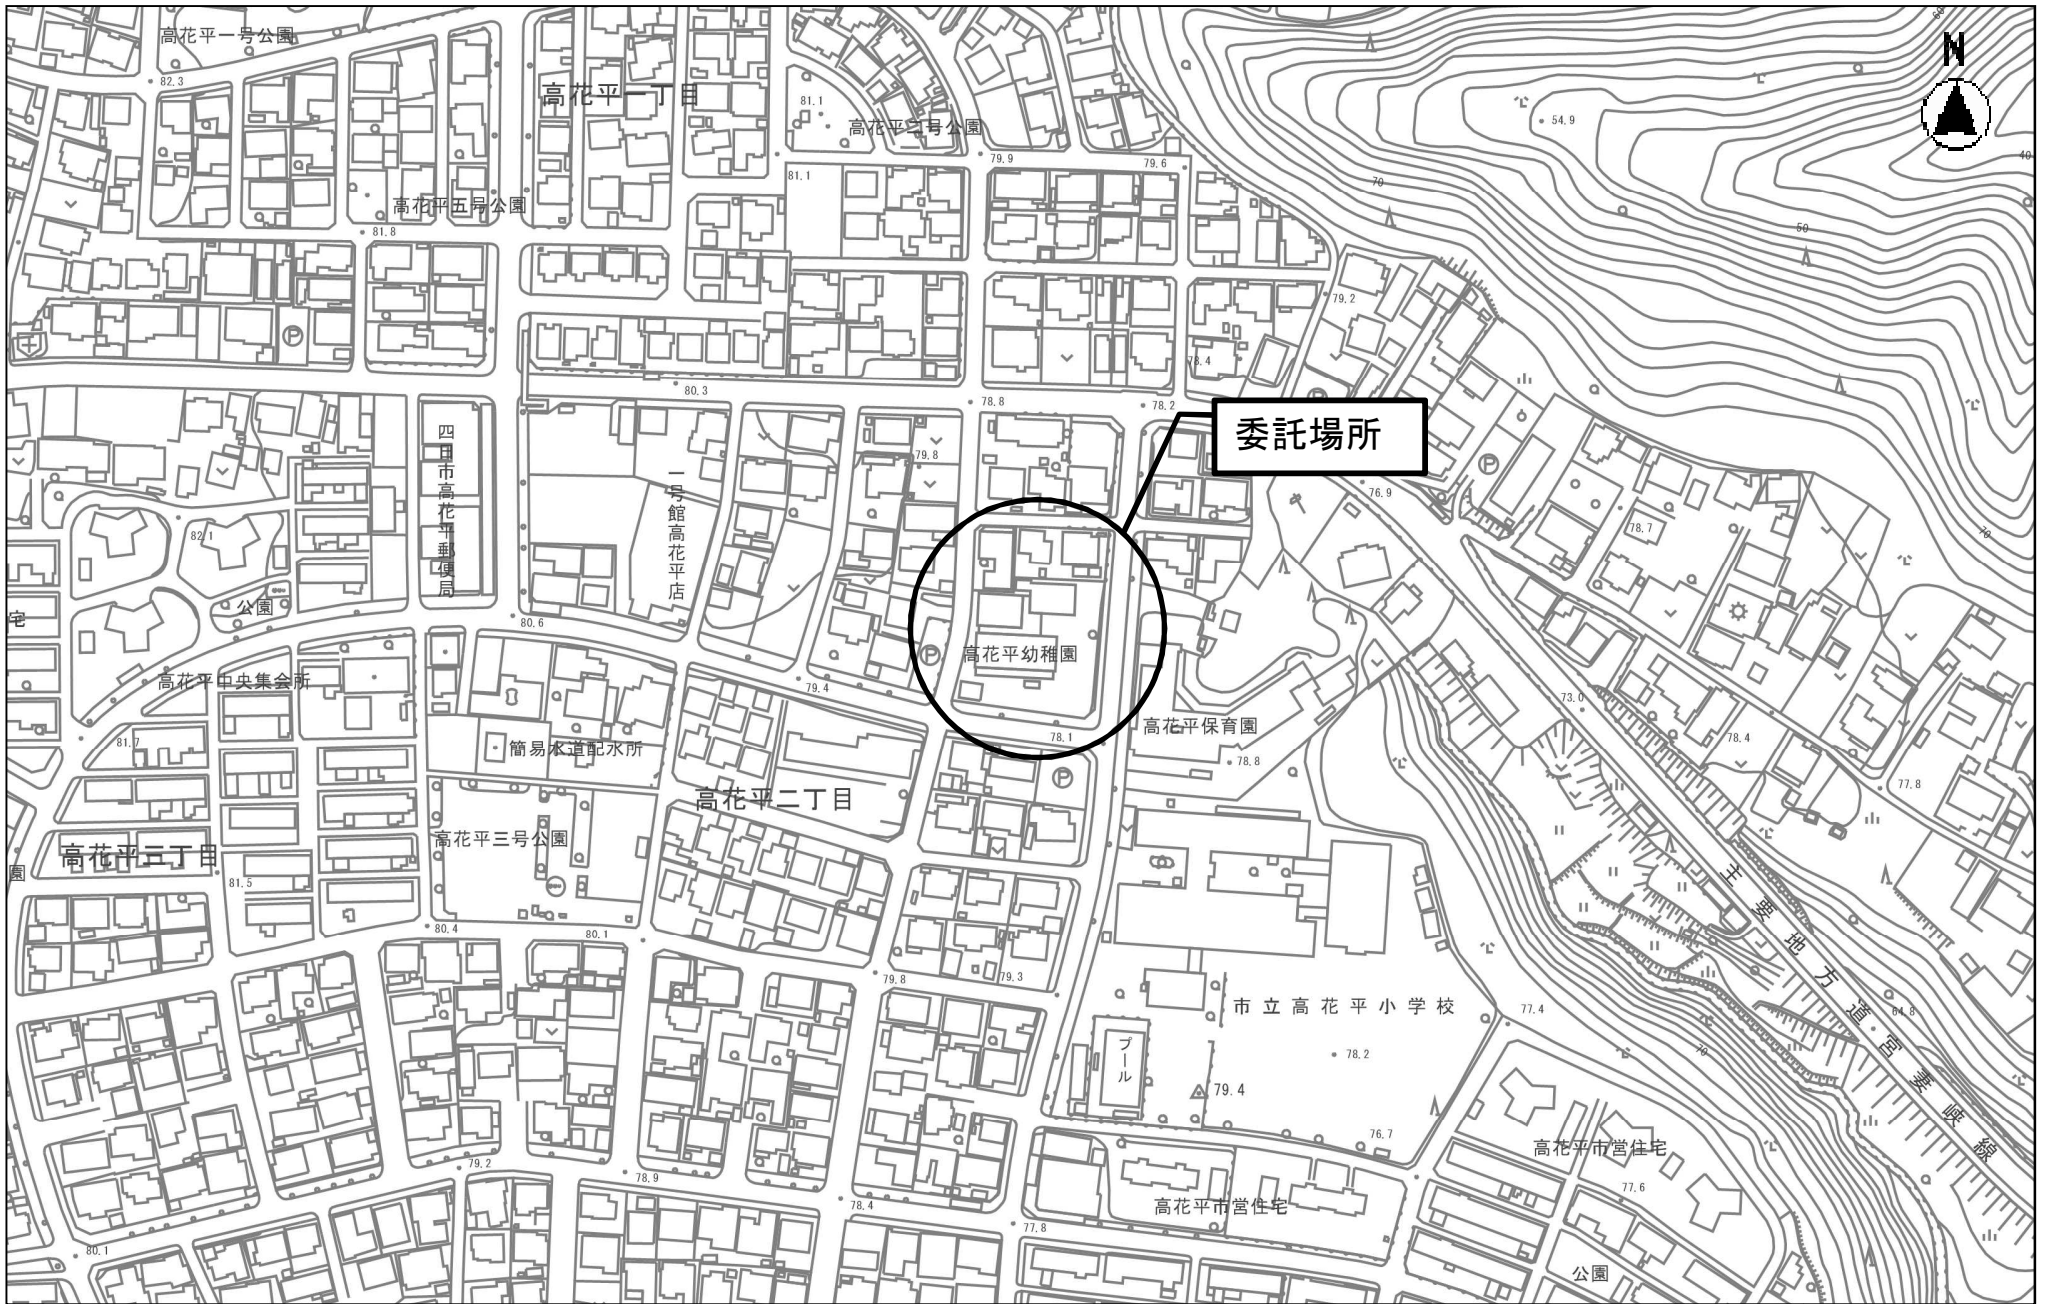 高花平一号公園
N
82.3
高花平一丁目
81.1
高花平二号公園
54.9
79.9
79.6
40
81.1
70
高花平五号公園
81.8
50
79.2
P
78.4
80.3
78.8
78.2
委託場所
四日市高花平郵便局
一号館高花平店
79.8
P
76.9
78.7
82.1
70
公園
宅
80.6
P
高花平幼稚園
高花平中央集会所
79.4
73.0
81.7
78.1
高花平保育園
78.4
簡易水道配水所
78.8
P
77.8
高花平二丁目
高花平三号公園
高花平三丁目
園
81.5
主要地方道宮妻峡線
80.4
80.1
79.8
79.3
市立高花平小学校
77.4
64.8
プール
78.2
70
79.4
76.7
高花平市営住宅
79.2
78.9
77.6
78.4
高花平市営住宅
77.8
80.1
公園